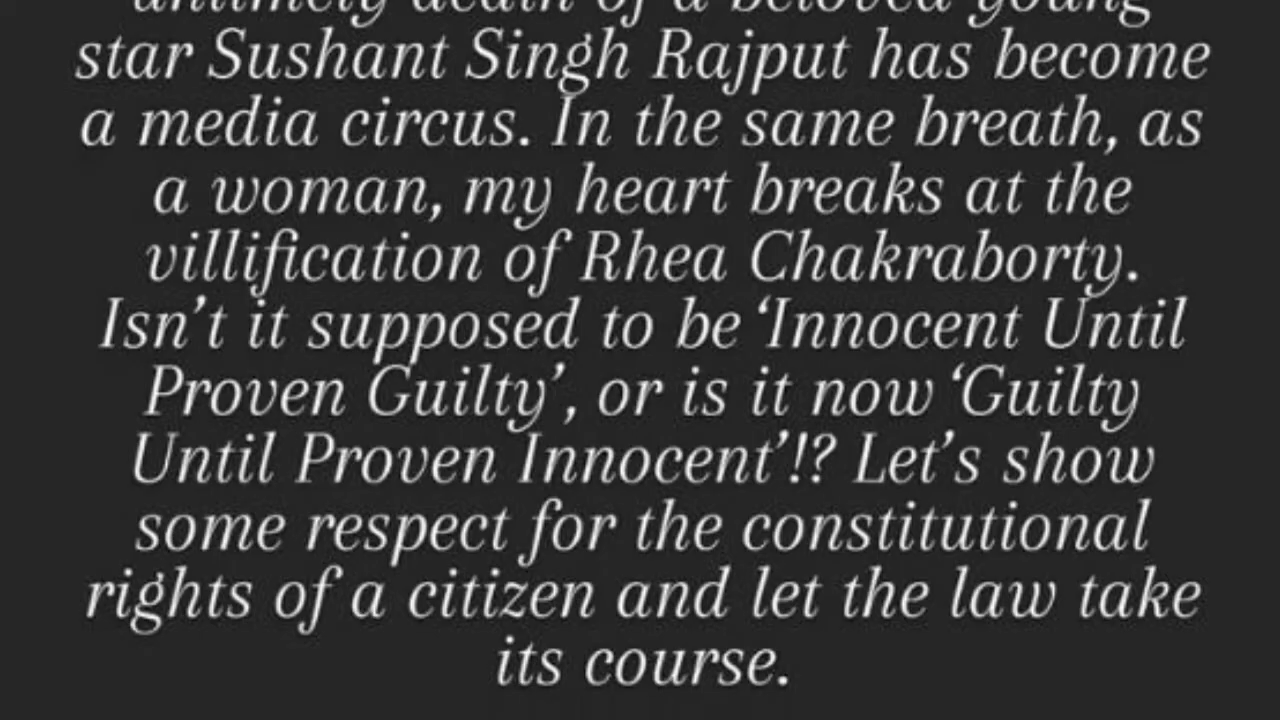 untimely death of a beloved young
star Sushant Singh Rajput has become
a media circus. In the same breath, as
a woman, my heart breaks at the
villification of Rhea Chakraborty.
Isn’t it supposed to be ‘Innocent Until
Proven Guilty’, or is it now ‘Guilty
Until Proven Innocent’!? Let’s show
some respect for the constitutional
rights of a citizen and let the law take
its course.